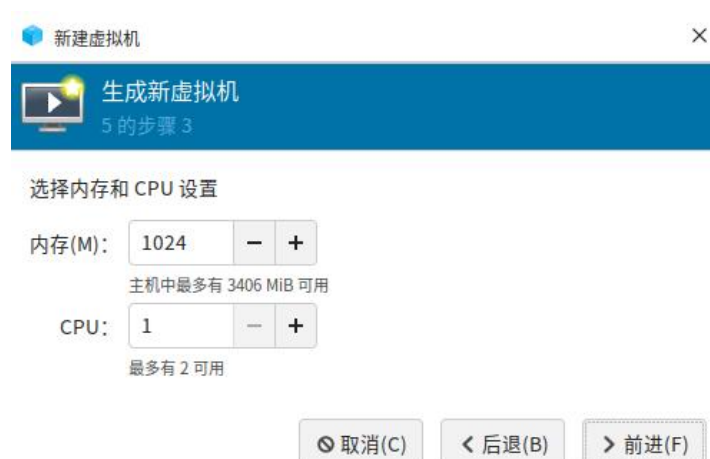 新建虚拟机
生成新虚拟机
5 的步骤 3
选择内存和 CPU 设置
内存(M): 1024
主机中最多有 3406 MiB 可用
CPU: 1
最多有 2 可用
取消(C) 后退(B) 前进(F)